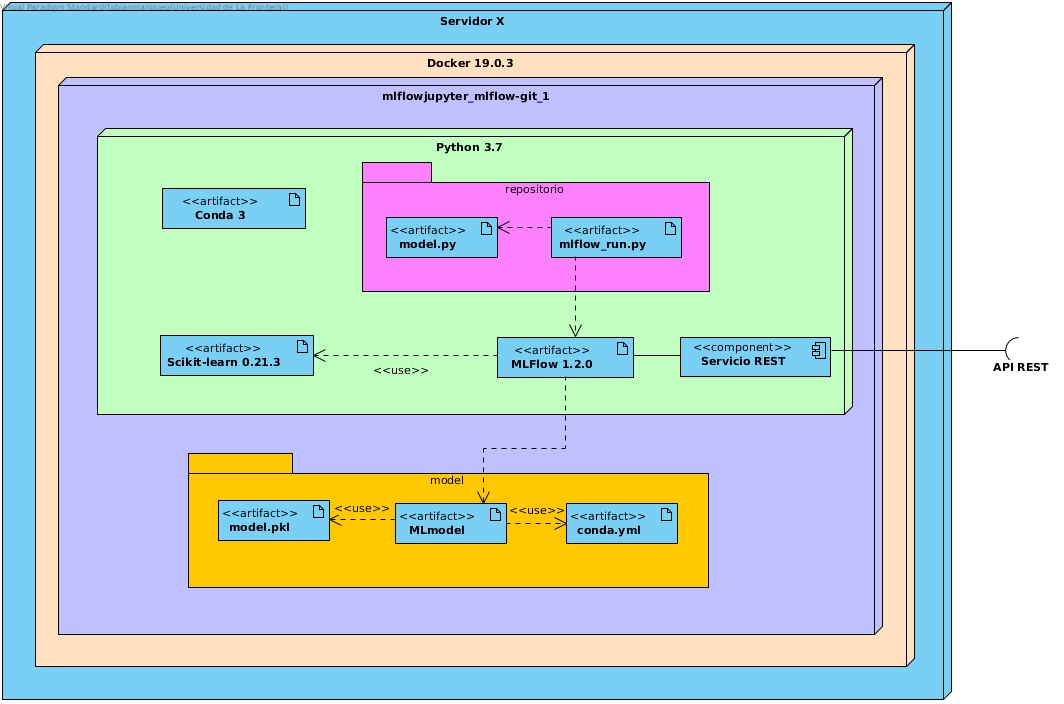 Visual Paradigm Standard(fabianmariqueo(Universidad de La Frontera))
Servidor X
Docker 19.0.3
mlflowjupyter_mlflow-git_1
Python 3.7
<<artifact>>
Conda 3
repositorio
<<artifact>>
model.py
<<artifact>>
mlflow_run.py
<<artifact>>
Scikit-learn 0.21.3
<<use>>
<<artifact>>
MLFlow 1.2.0
<<component>>
Servicio REST
API REST
model
<<artifact>>
model.pkl
<<use>>
<<artifact>>
MLmodel
<<use>>
<<artifact>>
conda.yml